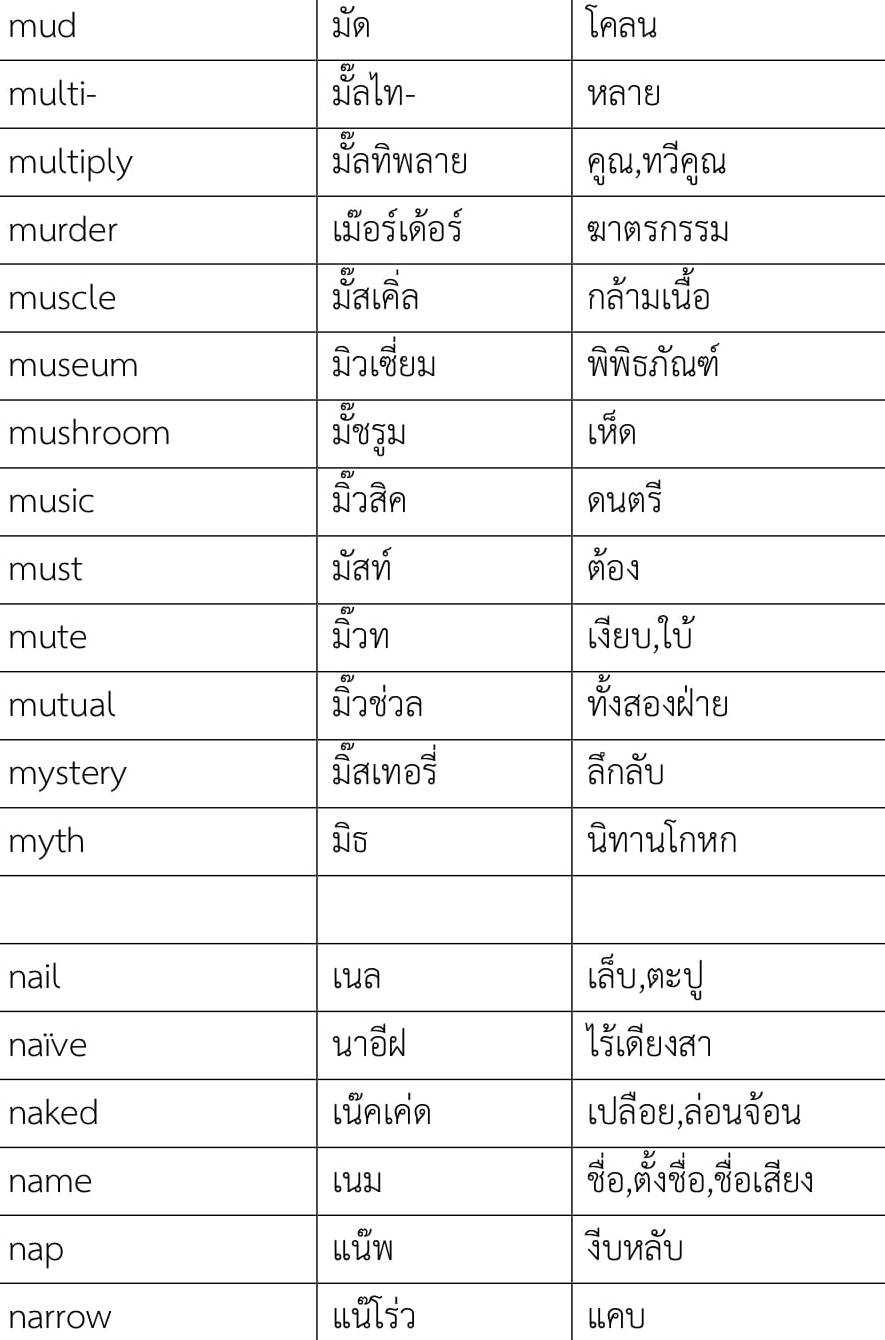 mud มัด โคลน
multi- มั๊ลไท- หลาย
multiply มั๊ลทิพลาย คูณ,ทวีคูณ
murder เม๊อร์เด้อร์ ฆาตรกรรม
muscle มั๊สเคิ่ล กล้ามเนื้อ
museum มิวเซี่ยม พิพิธภัณฑ์
mushroom มั๊ชรูม เห็ด
music มิ๊วสิค ดนตรี
must มัสท์ ต้อง
mute มิ๊วท เงียบ,ใบ้
mutual มิ๊วช่วล ทั้งสองฝ่าย
mystery มิ๊สเทอรี่ ลึกลับ
myth มิธ นิทานโกหก
nail เนล เล็บ,ตะปู
naïve นาอีฝ ไร้เดียงสา
naked เน๊คเค่ด เปลือย,ล่อนจ้อน
name เนม ชื่อ,ตั้งชื่อ,ชื่อเสียง
nap แน๊พ งีบหลับ
narrow แน๊โร่ว แคบ